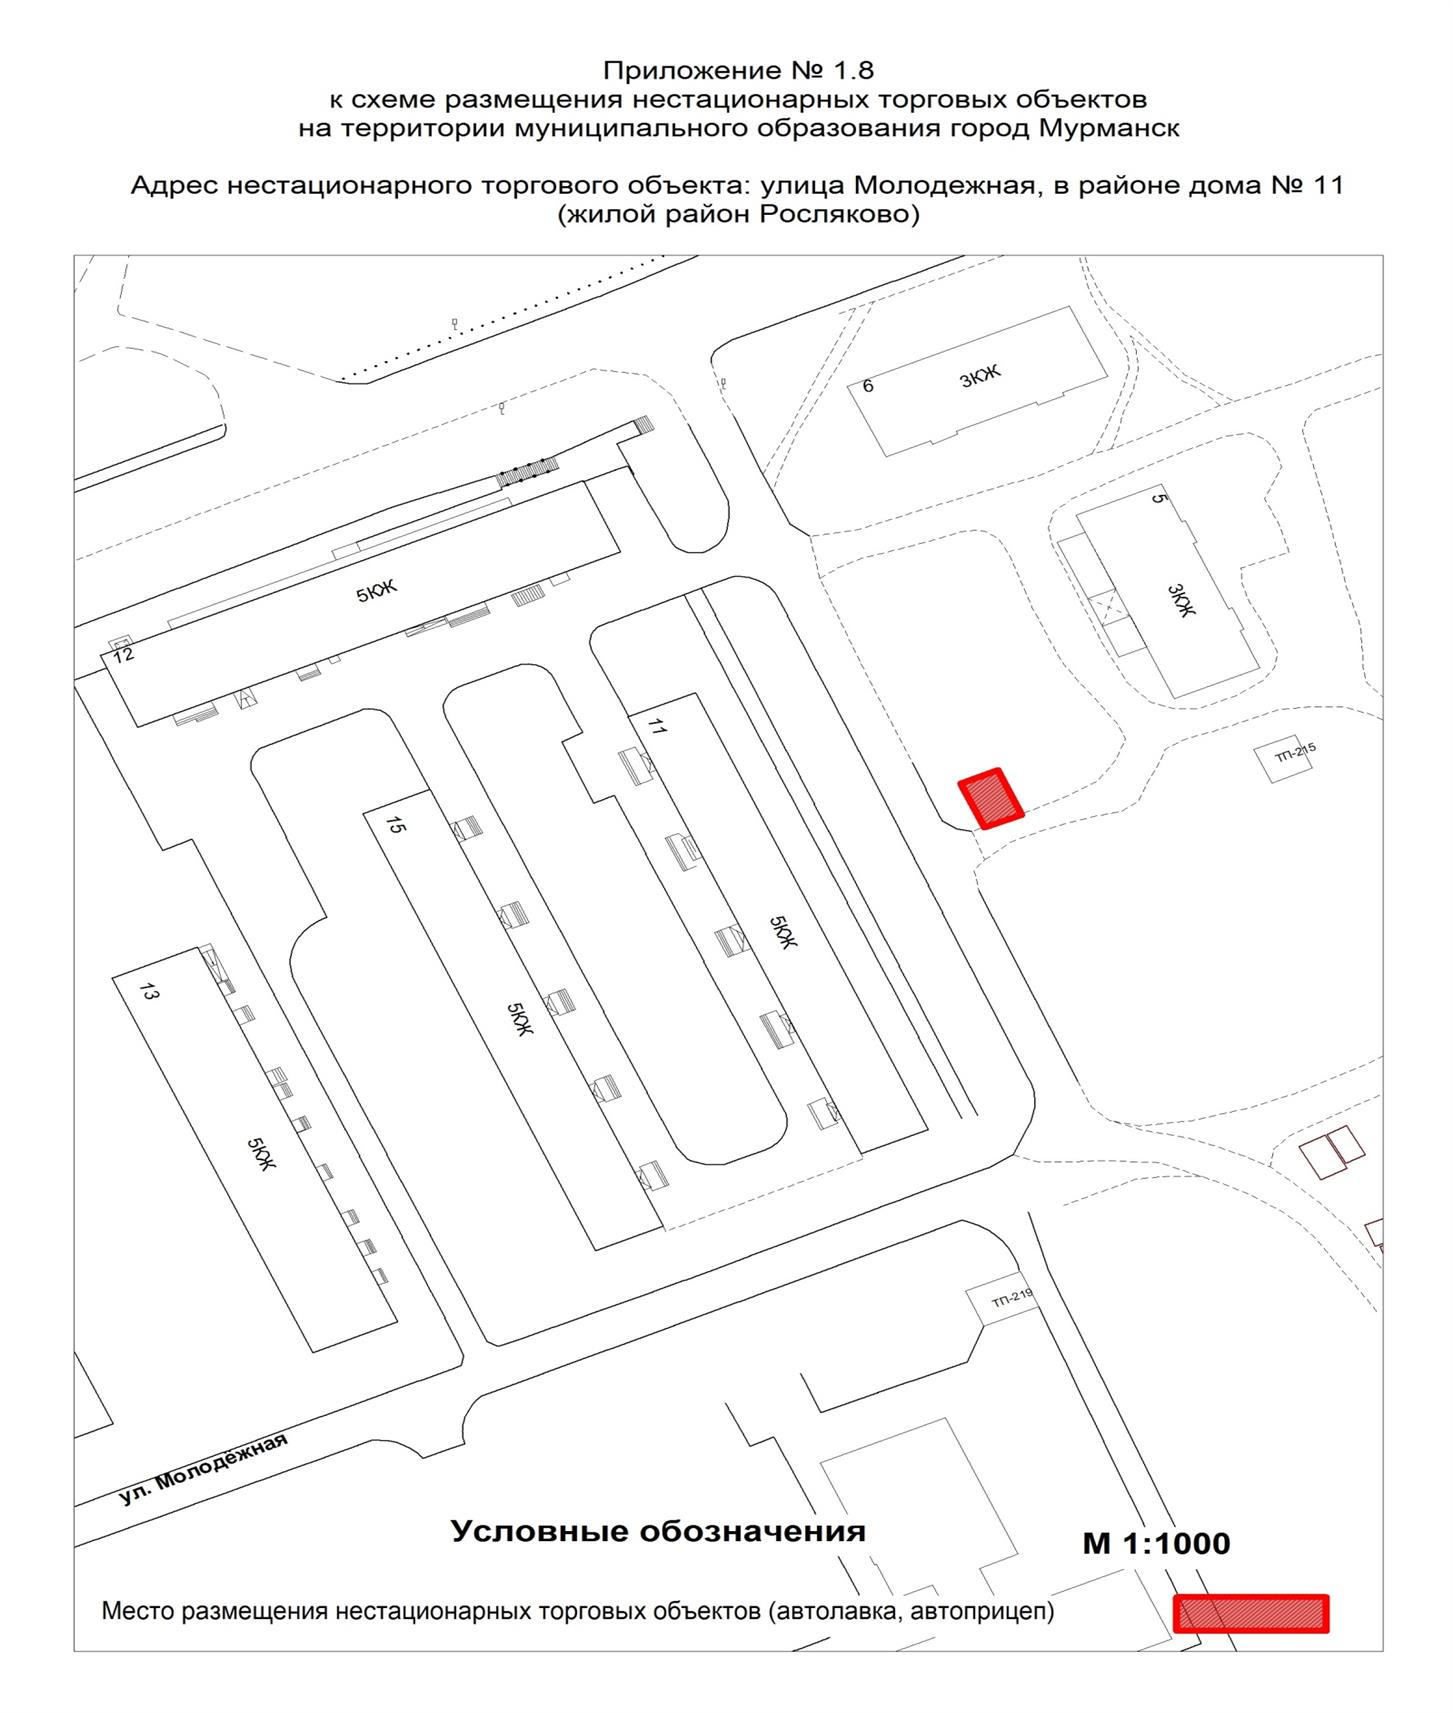 Приложение № 1.8
к схеме размещения нестационарных торговых объектов
на территории муниципального образования город Мурманск
Адрес нестационарного торгового объекта: улица Молодежная, в районе дома № 11
(жилой район Росляково)
6
3КЖ
5
3КЖ
5КЖ
12
11
ТП-215
15
5КЖ
13
5КЖ
5КЖ
ТП-219
ул. Молодёжная
Условные обозначения
М 1:1000
Место размещения нестационарных торговых объектов (автолавка, автоприцеп)